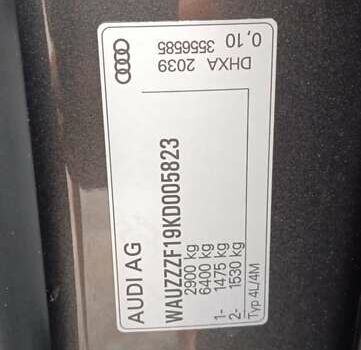 AUDI AG
DHXA 2039
0,10 3556585
WAUZZZF19KD005823
2900 kg
6400 kg
1- 1475 kg
2- 1530 kg
Typ 4L/4M